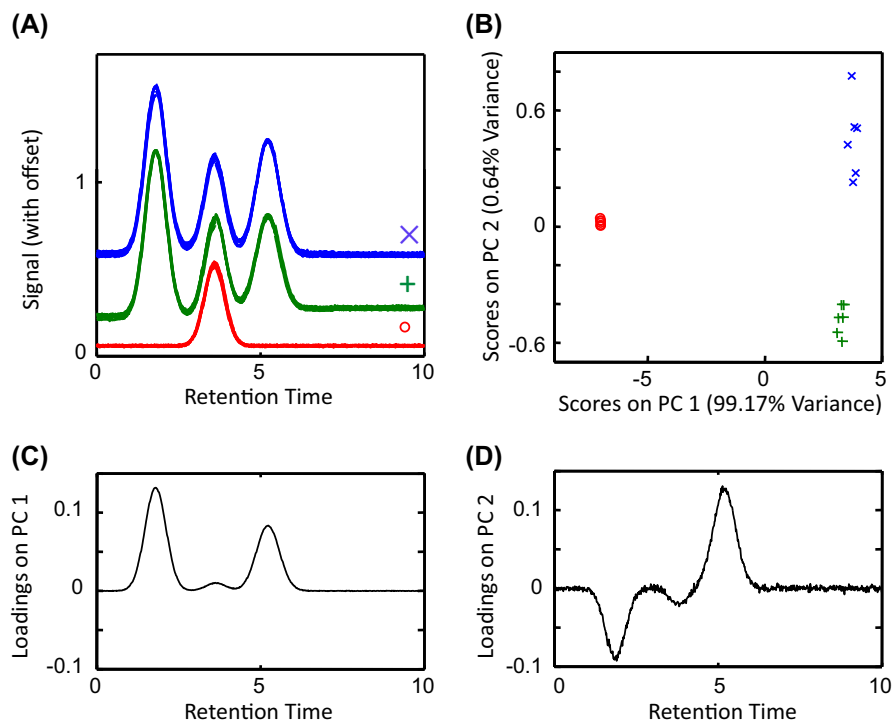 (A)
Signal (with offset)
1
0
0
5
10
Retention Time
(B)
Scores on PC 2 (0.64% Variance)
0.6
0
-0.6
-5
0
5
Scores on PC 1 (99.17% Variance)
(C)
Loadings on PC 1
0.1
0
-0.1
0
5
10
Retention Time
(D)
Loadings on PC 2
0.1
0
-0.1
0
5
10
Retention Time